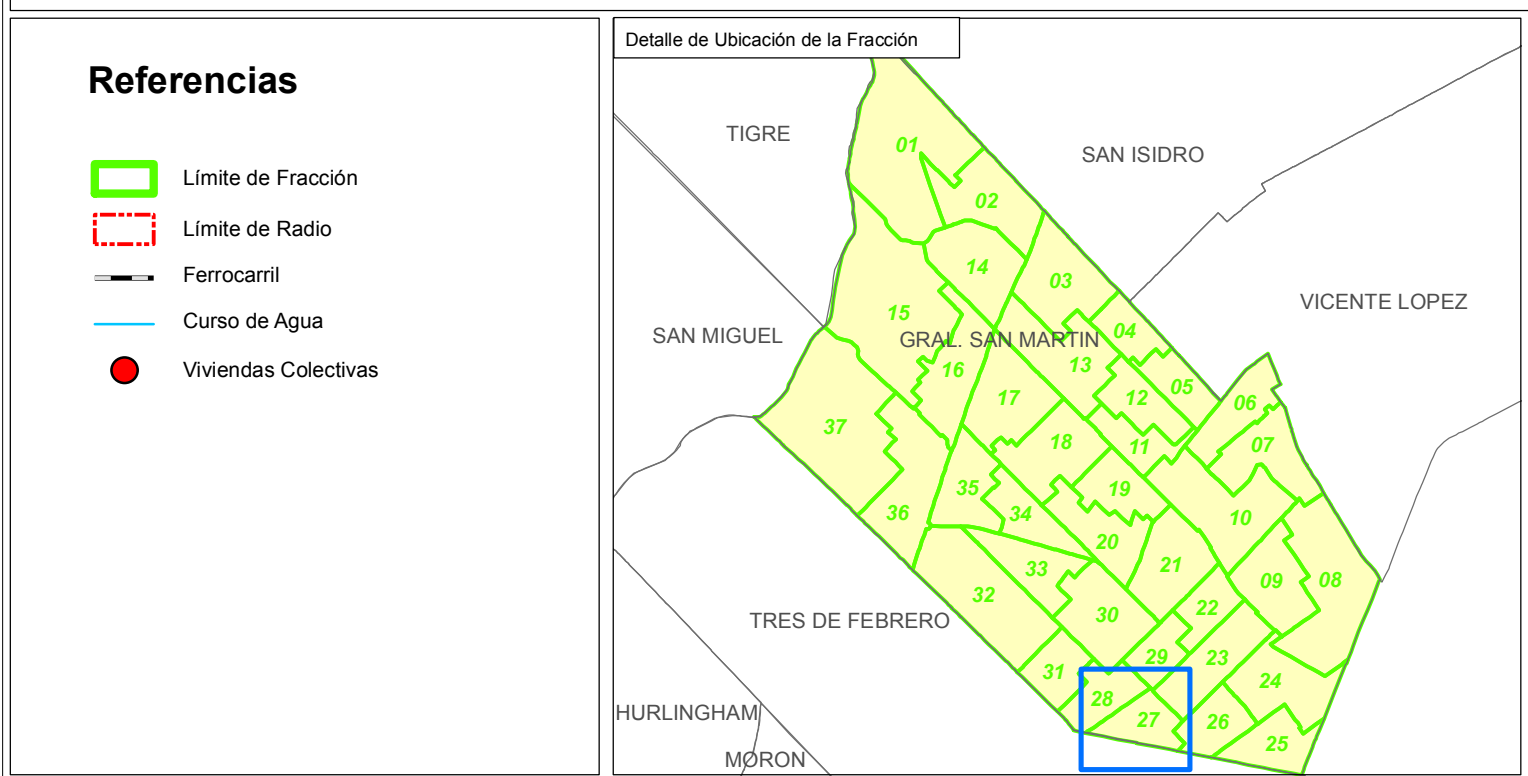 Referencias
Límite de Fracción
Límite de Radio
Ferrocarril
Curso de Agua
Viviendas Colectivas
Detalle de Ubicación de la Fracción
TIGRE
01
SAN ISIDRO
02
14
03
15
VICENTE LOPEZ
SAN MIGUEL
GRAL. SAN MARTIN
04
13
16
05
12
17
06
37
18
11
07
35
19
34
36
10
20
33
21
09
08
32
22
30
TRES DE FEBRERO
29
23
31
24
28
HURLINGHAM
27
26
25
MORON